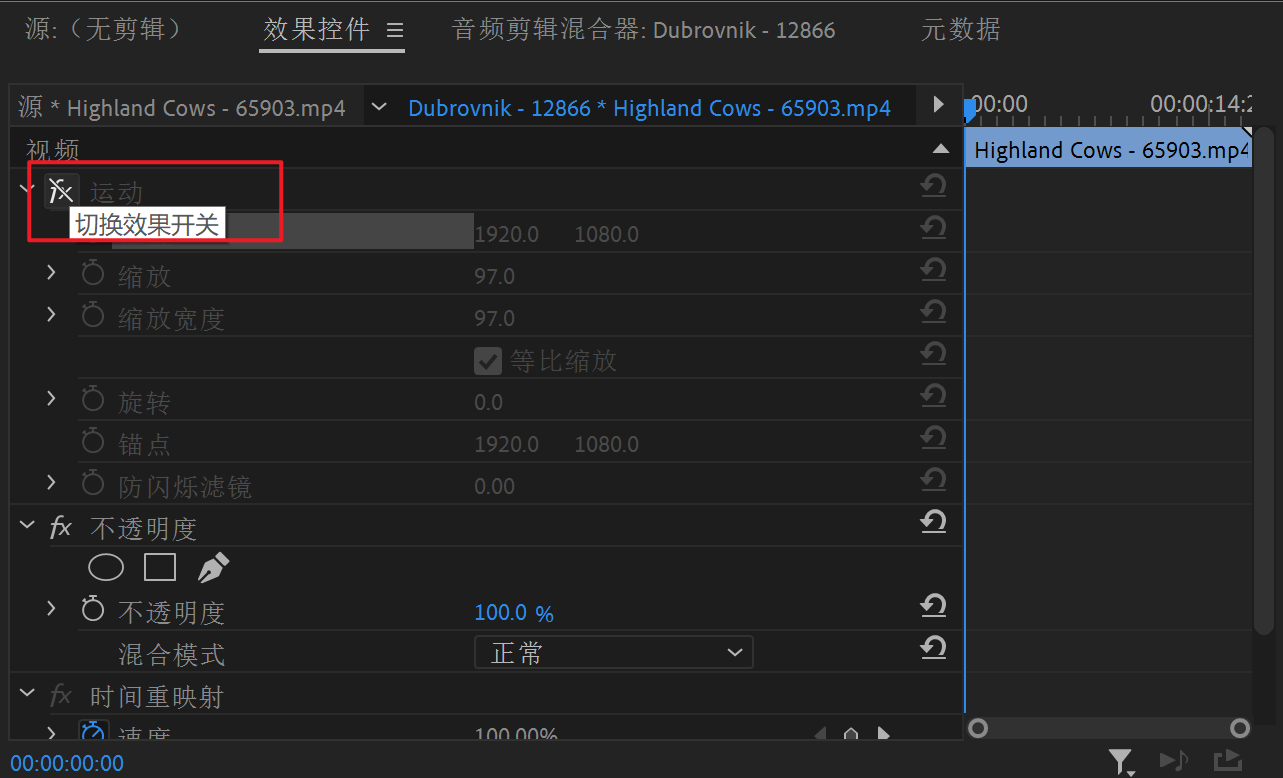 源:（无剪辑） 效果控件 音频剪辑混合器: Dubrovnik - 12866 元数据
源 * Highland Cows - 65903.mp4 Dubrovnik - 12866 * Highland Cows - 65903.mp4 :00:00 00:00:14:2
视频 Highland Cows - 65903.mp4
fx 运动
切换效果开关 1920.0 1080.0
缩放 97.0
缩放宽度 97.0
等比缩放
旋转 0.0
锚点 1920.0 1080.0
防闪烁滤镜 0.00
fx 不透明度
不透明度 100.0 %
混合模式 正常
fx 时间重映射
速度 100.00%
00:00:00:00